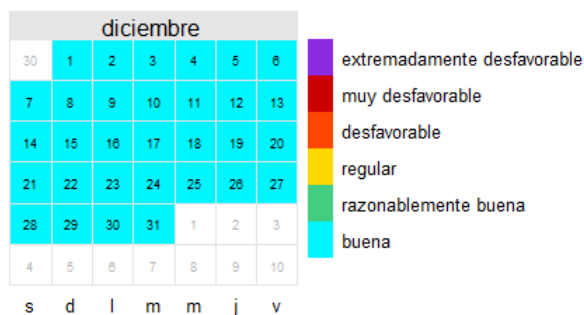 diciembre
30 1 2 3 4 5 6
7 8 9 10 11 12 13
14 15 16 17 18 19 20
21 22 23 24 25 26 27
28 29 30 31 1 2 3
4 5 6 7 8 9 10
s d l m m j v
extremadamente desfavorable
muy desfavorable
desfavorable
regular
razonablemente buena
buena